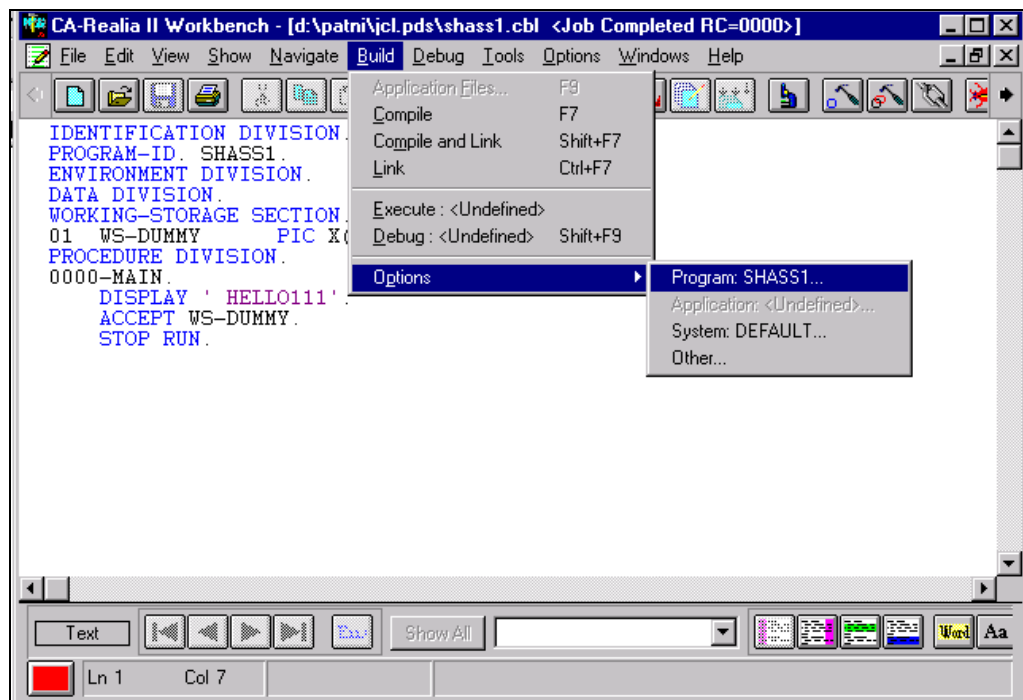 CA-Realia II Workbench - [d:\patni\jcl.pds\shass1.cbl <Job Completed RC=0000>]
File Edit View Show Navigate Build Debug Tools Options Windows Help
Application Files... F9
Compile F7
Compile and Link Shift+F7
Link Ctrl+F7
Execute : <Undefined>
Debug : <Undefined> Shift+F9
Options
Program: SHASS1...
Application: <Undefined>...
System: DEFAULT...
Other...
IDENTIFICATION DIVISION.
PROGRAM-ID. SHASS1.
ENVIRONMENT DIVISION.
DATA DIVISION.
WORKING-STORAGE SECTION.
01 WS-DUMMY PIC X(
PROCEDURE DIVISION.
0000-MAIN.
DISPLAY ' HELLO111'.
ACCEPT WS-DUMMY.
STOP RUN.
Text Show All Word Aa
Ln 1 Col 7